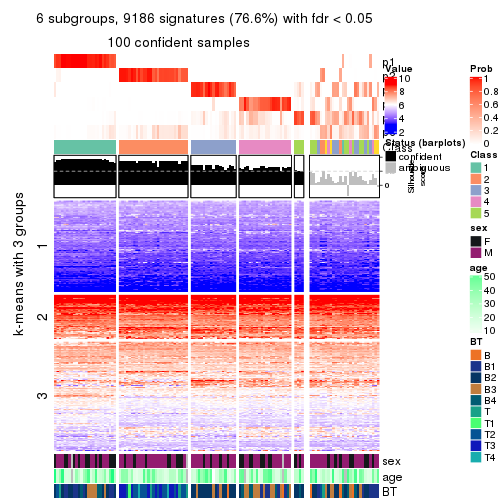 6 subgroups, 9186 signatures (76.6%) with fdr < 0.05
100 confident samples
p1
Class
k-means with 3 groups
1
2
3
sex
age
BT
Value
10
8
6
4
2
Status (barplots)
confident
ambiguous
0
Silhouette
score
Prob
1
0.8
0.6
0.4
0.2
0
Class
1
2
3
4
5
sex
F
M
age
50
40
30
20
10
BT
B
B1
B2
B3
B4
T
T1
T2
T3
T4